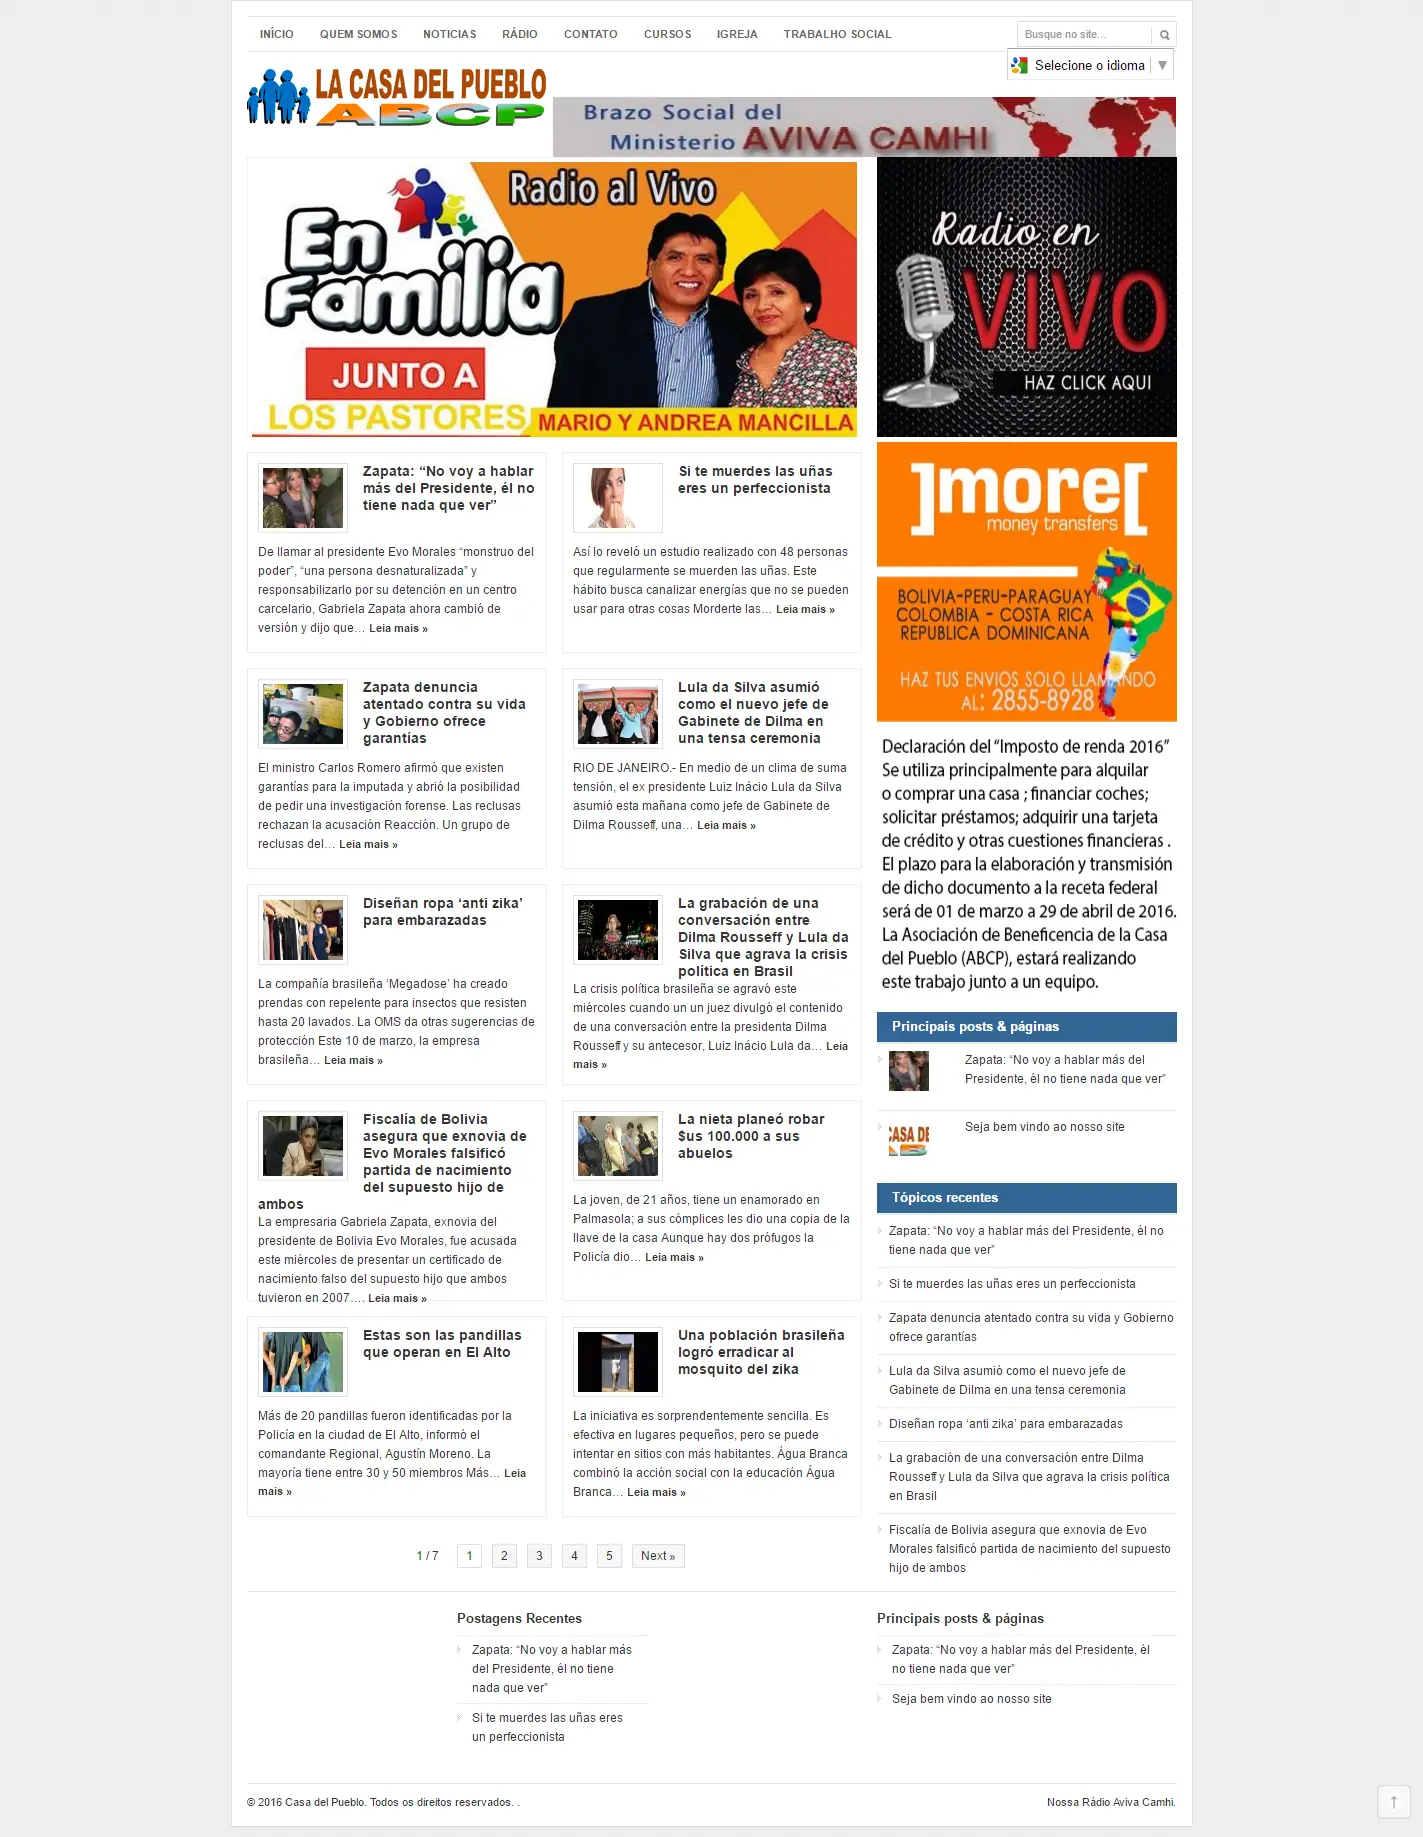 INÍCIO QUEM SOMOS NOTICIAS RÁDIO CONTATO CURSOS IGREJA TRABALHO SOCIAL
Busque no site...
Selecione o idioma ▼
LA CASA DEL PUEBLO
ABCP
Brazo Social del
Ministerio AVIVA CAMHI
Radio al Vivo
En
Familia
JUNTO A
LOS PASTORES
MARIO Y ANDREA MANCILLA
Radio en
VIVO
HAZ CLICK AQUI
]more[
money transfers
BOLIVIA-PERU-PARAGUAY
COLOMBIA - COSTA RICA
REPUBLICA DOMINICANA
HAZ TUS ENVIOS SOLO LLAMANDO
AL: 2855-8928
Declaración del “Imposto de renda 2016”
Se utiliza principalmente para alquilar
o comprar una casa ; financiar coches;
solicitar préstamos; adquirir una tarjeta
de crédito y otras cuestiones financieras .
El plazo para la elaboración y transmisión
de dicho documento a la receta federal
será de 01 de marzo a 29 de abril de 2016.
La Asociación de Beneficencia de la Casa
del Pueblo (ABCP), estará realizando
este trabajo junto a un equipo.
Zapata: “No voy a hablar
más del Presidente, él no
tiene nada que ver”
De llamar al presidente Evo Morales “monstruo del
poder”, “una persona desnaturalizada” y
responsabilizarlo por su detención en un centro
carcelario, Gabriela Zapata ahora cambió de
versión y dijo que… Leia mais »
Si te muerdes las uñas
eres un perfeccionista
Así lo reveló un estudio realizado con 48 personas
que regularmente se muerden las uñas. Este
hábito busca canalizar energías que no se pueden
usar para otras cosas Morderte las… Leia mais »
Zapata denuncia
atentado contra su vida
y Gobierno ofrece
garantías
El ministro Carlos Romero afirmó que existen
garantías para la imputada y abrió la posibilidad
de pedir una investigación forense. Las reclusas
rechazan la acusación Reacción. Un grupo de
reclusas del… Leia mais »
Lula da Silva asumió
como el nuevo jefe de
Gabinete de Dilma en
una tensa ceremonia
RIO DE JANEIRO.- En medio de un clima de suma
tensión, el ex presidente Luiz Inácio Lula da Silva
asumió esta mañana como jefe de Gabinete de
Dilma Rousseff, una… Leia mais »
Diseñan ropa ‘anti zika’
para embarazadas
La compañía brasileña ‘Megadose’ ha creado
prendas con repelente para insectos que resisten
hasta 20 lavados. La OMS da otras sugerencias de
protección Este 10 de marzo, la empresa
brasileña… Leia mais »
La grabación de una
conversación entre
Dilma Rousseff y Lula da
Silva que agrava la crisis
política en Brasil
La crisis política brasileña se agravó este
miércoles cuando un un juez divulgó el contenido
de una conversación entre la presidenta Dilma
Rousseff y su antecesor, Luiz Inácio Lula da… Leia
mais »
Fiscalía de Bolivia
asegura que exnovia de
Evo Morales falsificó
partida de nacimiento
del supuesto hijo de
ambos
La empresaria Gabriela Zapata, exnovia del
presidente de Bolivia Evo Morales, fue acusada
este miércoles de presentar un certificado de
nacimiento falso del supuesto hijo que ambos
tuvieron en 2007.… Leia mais »
La nieta planeó robar
$us 100.000 a sus
abuelos
La joven, de 21 años, tiene un enamorado en
Palmasola; a sus cómplices les dio una copia de la
llave de la casa Aunque hay dos prófugos la
Policía dio… Leia mais »
Estas son las pandillas
que operan en El Alto
Más de 20 pandillas fueron identificadas por la
Policía en la ciudad de El Alto, informó el
comandante Regional, Agustín Moreno. La
mayoría tiene entre 30 y 50 miembros Más… Leia
mais »
Una población brasileña
logró erradicar al
mosquito del zika
La iniciativa es sorprendentemente sencilla. Es
efectiva en lugares pequeños, pero se puede
intentar en sitios con más habitantes. Água Branca
combinó la acción social con la educación Água
Branca… Leia mais »
1 / 7 1 2 3 4 5 Next »
Principais posts & páginas
Zapata: “No voy a hablar más del
Presidente, él no tiene nada que ver”
CASA DE
Seja bem vindo ao nosso site
Tópicos recentes
Zapata: “No voy a hablar más del Presidente, él no
tiene nada que ver”
Si te muerdes las uñas eres un perfeccionista
Zapata denuncia atentado contra su vida y Gobierno
ofrece garantías
Lula da Silva asumió como el nuevo jefe de
Gabinete de Dilma en una tensa ceremonia
Diseñan ropa ‘anti zika’ para embarazadas
La grabación de una conversación entre Dilma
Rousseff y Lula da Silva que agrava la crisis política
en Brasil
Fiscalía de Bolivia asegura que exnovia de Evo
Morales falsificó partida de nacimiento del supuesto
hijo de ambos
Postagens Recentes
Zapata: “No voy a hablar más
del Presidente, él no tiene
nada que ver”
Si te muerdes las uñas eres
un perfeccionista
Principais posts & páginas
Zapata: “No voy a hablar más del Presidente, él
no tiene nada que ver”
Seja bem vindo ao nosso site
© 2016 Casa del Pueblo. Todos os direitos reservados. .
Nossa Rádio Aviva Camhi.
↑